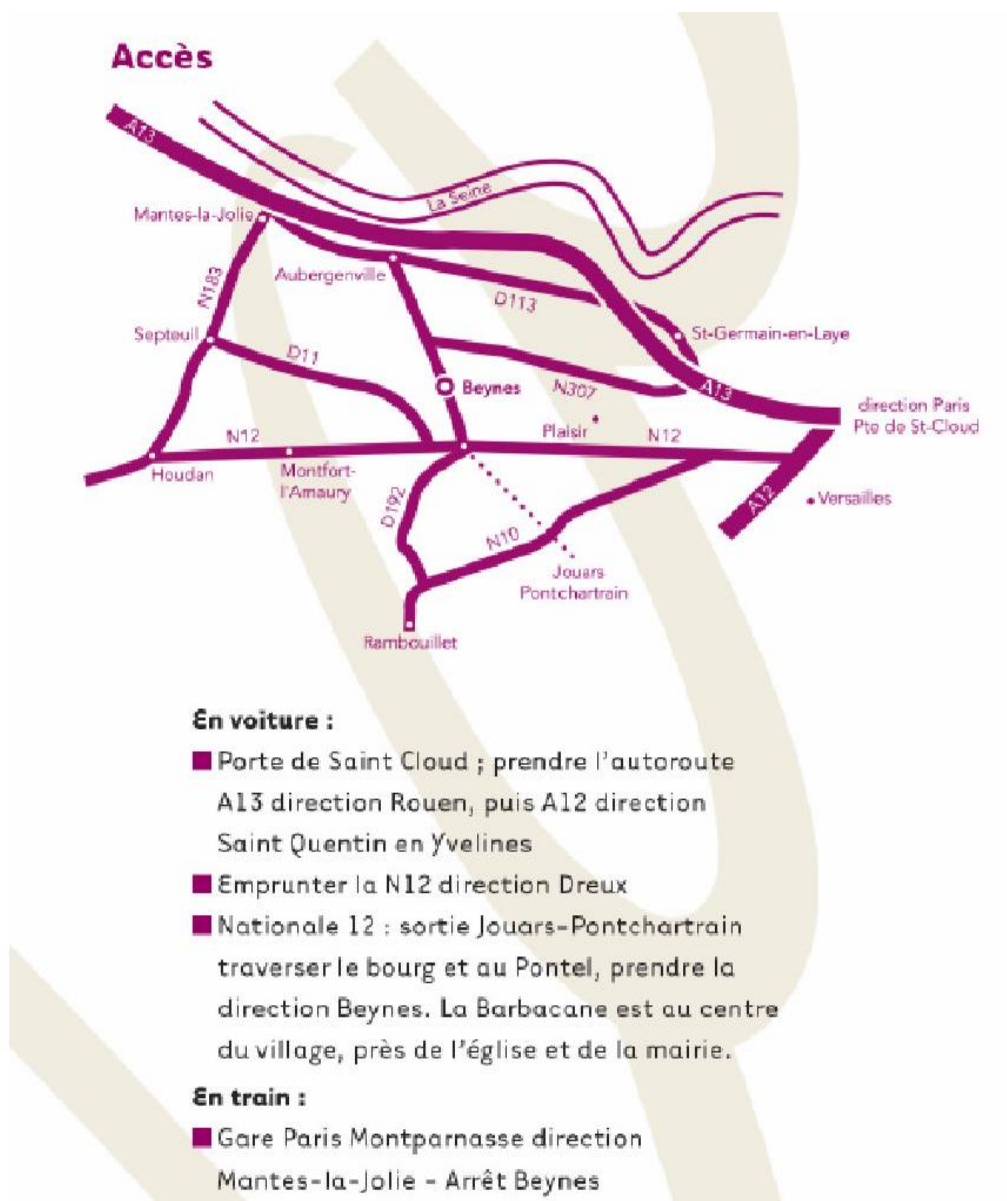 Accès
A13
La Seine
Mantes-la-Jolie
Aubergenville
N183
D113
Septeuil
D11
St-Germain-en-Laye
Beynes
N307
A13
direction Paris
Pte de St-Cloud
N12
Plaisir
N12
Houdan
Montfort-
l'Amaury
D192
A12
Versailles
N10
Jouars
Pontchartrain
Rambouillet
En voiture :
Porte de Saint Cloud ; prendre l'autoroute
A13 direction Rouen, puis A12 direction
Saint Quentin en Yvelines
Emprunter la N12 direction Dreux
Nationale 12 : sortie Jouars-Pontchartrain
traverser le bourg et au Pontel, prendre la
direction Beynes. La Barbacane est au centre
du village, près de l'église et de la mairie.
En train :
Gare Paris Montparnasse direction
Mantes-la-Jolie - Arrêt Beynes